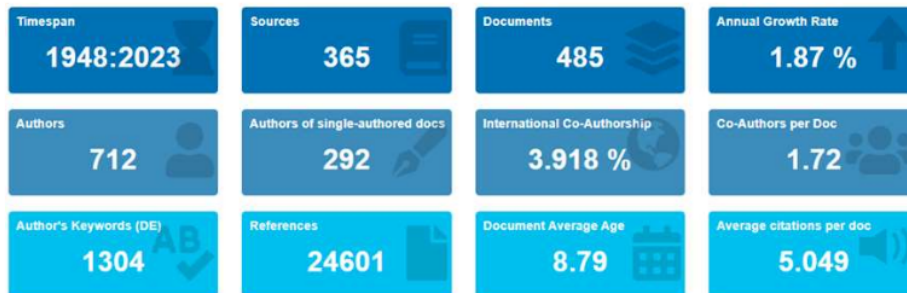 Timespan
1948:2023
Sources
365
Documents
485
Annual Growth Rate
1.87 %
Authors
712
Authors of single-authored docs
292
International Co-Authorship
3.918 %
Co-Authors per Doc
1.72
Author's Keywords (DE)
AB
1304
References
24601
Document Average Age
8.79
Average citations per doc
5.049